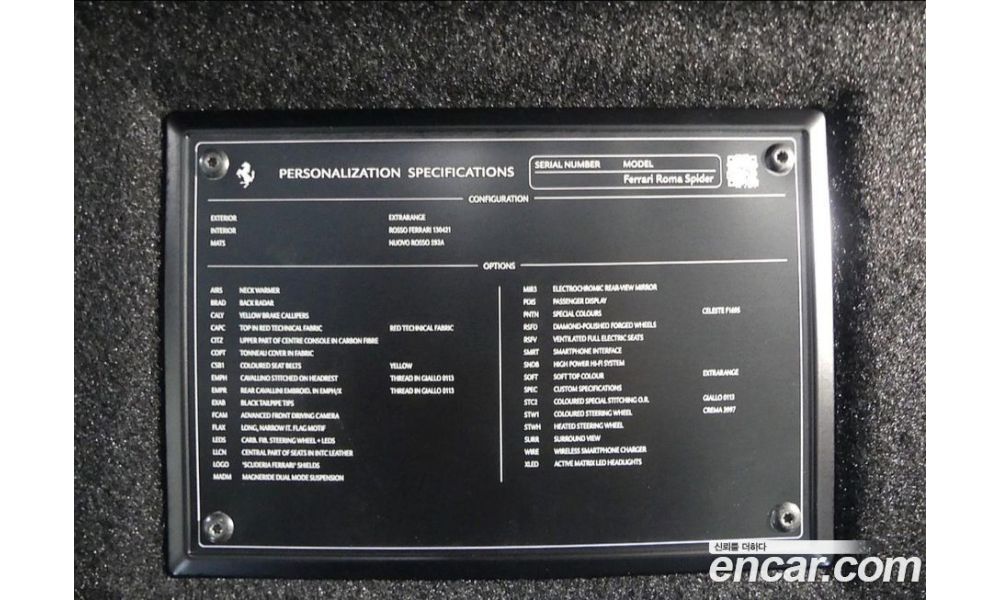 PERSONALIZATION SPECIFICATIONS
SERIAL NUMBER MODEL
Ferrari Roma Spider
CONFIGURATION
EXTERIOR EXTRARANGE
INTERIOR ROSSO FERRARI 130431
MATS NUOVO ROSSO 393A
OPTIONS
AIRS NECK WARMER
BRAD BACK RADAR
CALY YELLOW BRAKE CALLIPERS
CAPC TOP IN RED TECHNICAL FABRIC RED TECHNICAL FABRIC
CITZ UPPER PART OF CENTRE CONSOLE IN CARBON FIBRE
COFT TONNEAU COVER IN FABRIC
CSB1 COLOURED SEAT BELTS YELLOW
EMPH CAVALLINO STITCHED ON HEADREST THREAD IN GIALLO 0113
EMPR REAR CAVALLINI EMBROID. IN EMPH/X THREAD IN GIALLO 0113
EXAB BLACK TAILPIPE TIPS
FCAM ADVANCED FRONT DRIVING CAMERA
FLAX LONG, NARROW IT. FLAG MOTIF
LEDS CARB. FIB. STEERING WHEEL + LEDS
LLCN CENTRAL PART OF SEATS IN INTC LEATHER
LOGO "SCUDERIA FERRARI" SHIELDS
MADM MAGNERIDE DUAL MODE SUSPENSION
MIR3 ELECTROCHROMIC REAR-VIEW MIRROR
PDIS PASSENGER DISPLAY
PNTN SPECIAL COLOURS CELESTE F1695
RSFD DIAMOND-POLISHED FORGED WHEELS
RSFV VENTILATED FULL ELECTRIC SEATS
SMRT SMARTPHONE INTERFACE
SNDB HIGH POWER HI-FI SYSTEM
SOFT SOFT TOP COLOUR EXTRARANGE
SPEC CUSTOM SPECIFICATIONS
STC2 COLOURED SPECIAL STITCHING O.R. GIALLO 0113
STW1 COLOURED STEERING WHEEL CREMA 3997
STWH HEATED STEERING WHEEL
SURR SURROUND VIEW
WIRE WIRELESS SMARTPHONE CHARGER
XLED ACTIVE MATRIX LED HEADLIGHTS
신뢰를 더하다
encar.com